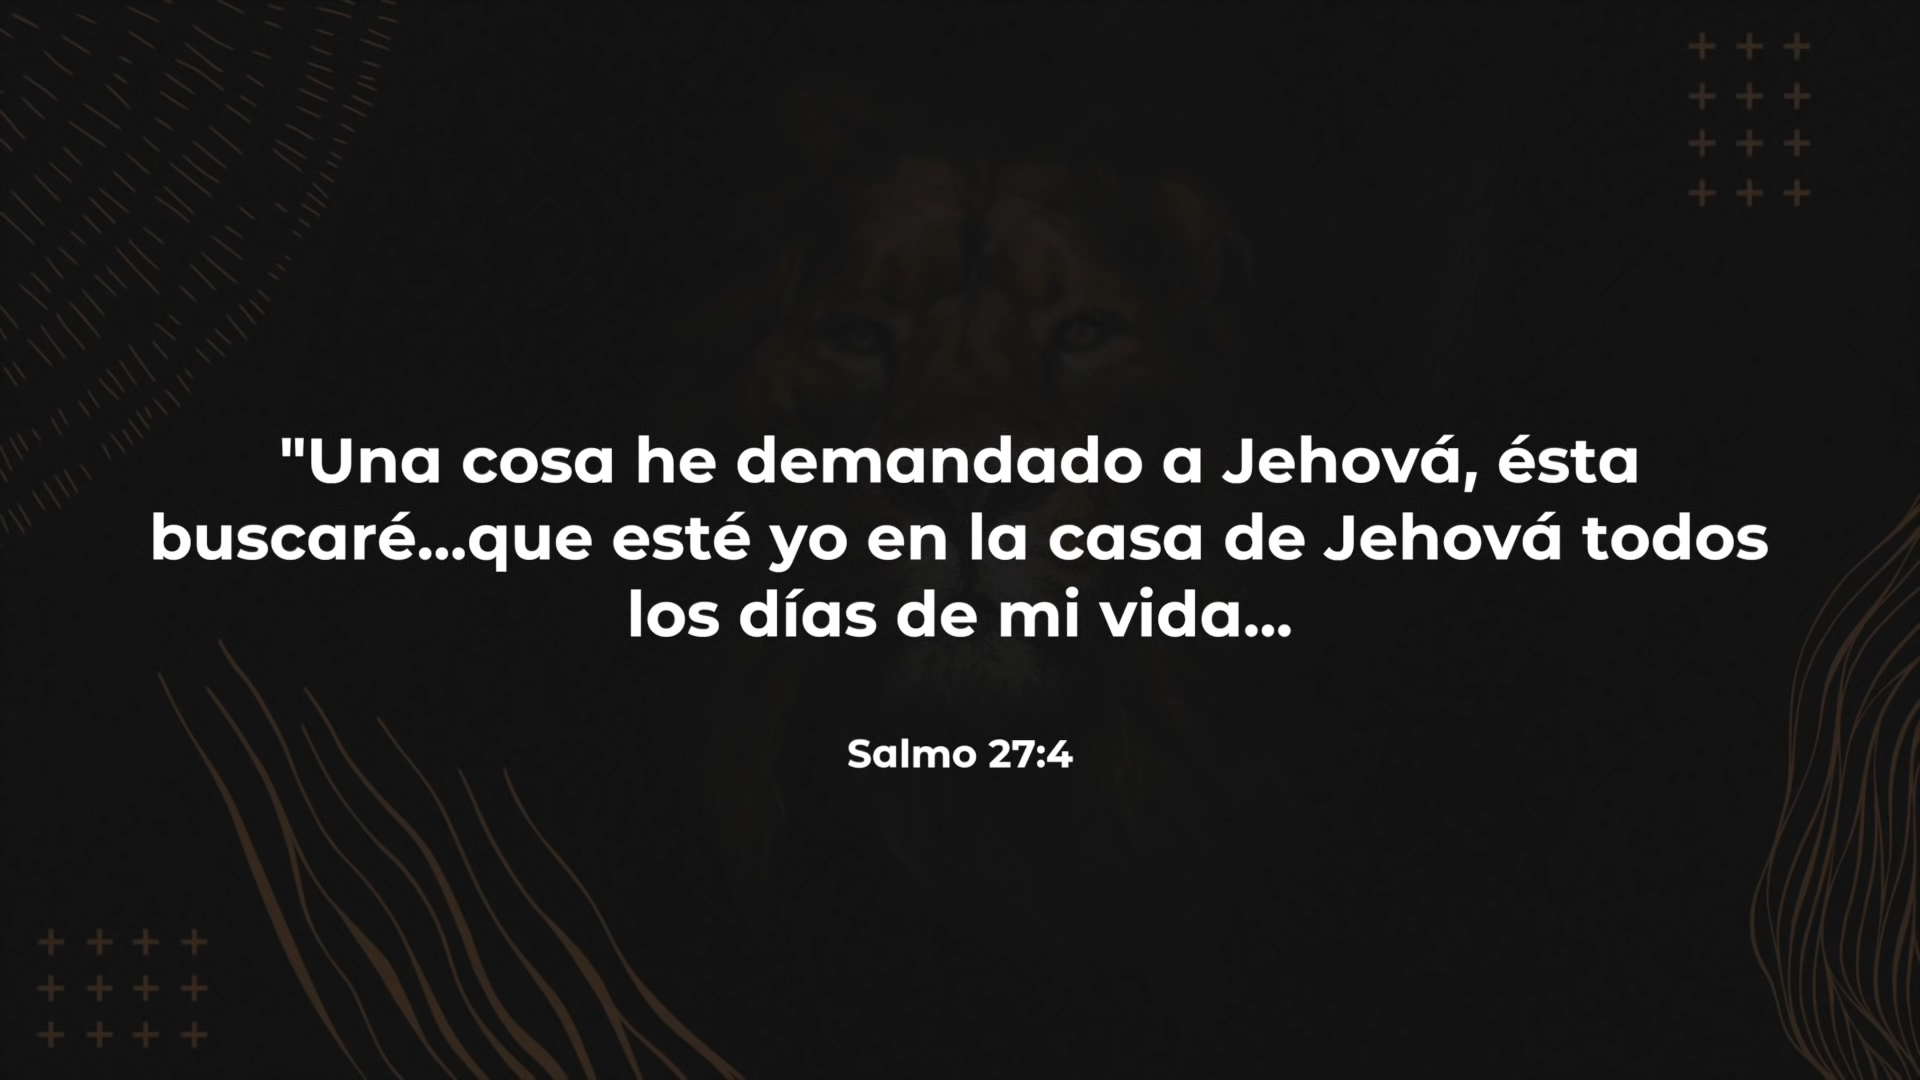 "Una cosa he demandado a Jehová, ésta
buscaré...que esté yo en la casa de Jehová todos
los días de mi vida...
Salmo 27:4